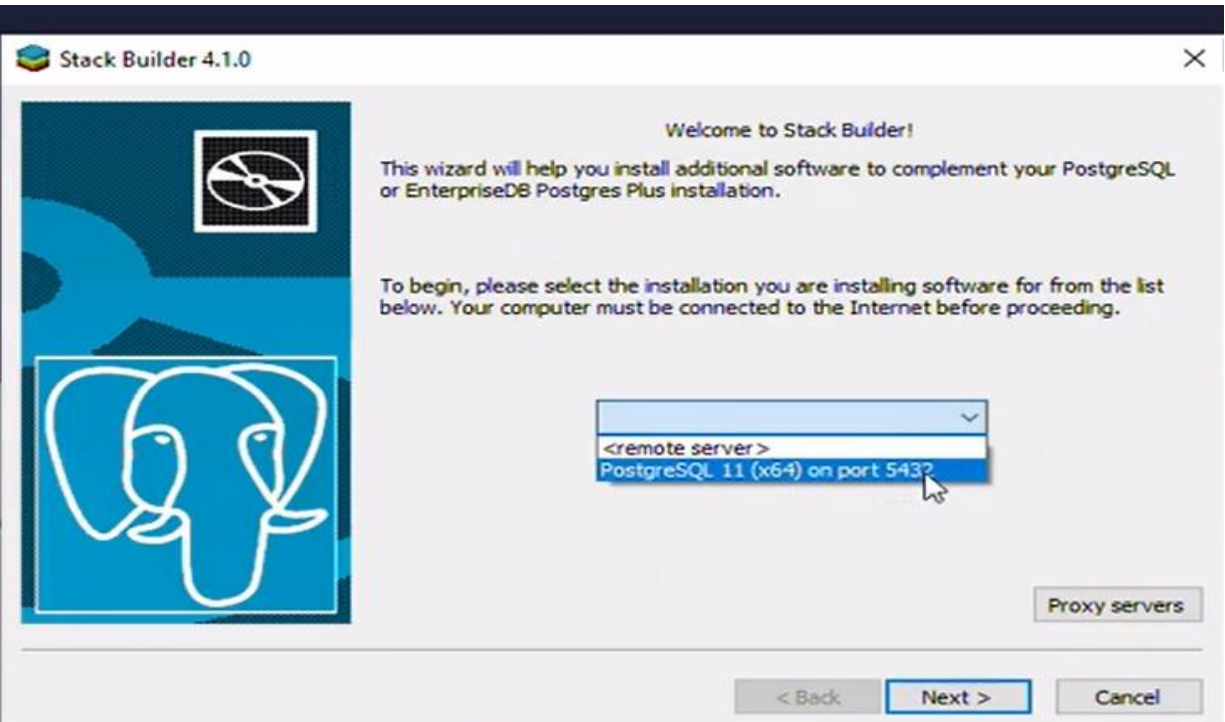 Stack Builder 4.1.0
Welcome to Stack Builder!
This wizard will help you install additional software to complement your PostgreSQL
or EnterpriseDB Postgres Plus installation.
To begin, please select the installation you are installing software for from the list
below. Your computer must be connected to the Internet before proceeding.
<remote server>
PostgreSQL 11 (x64) on port 5432
Proxy servers
< Back
Next >
Cancel